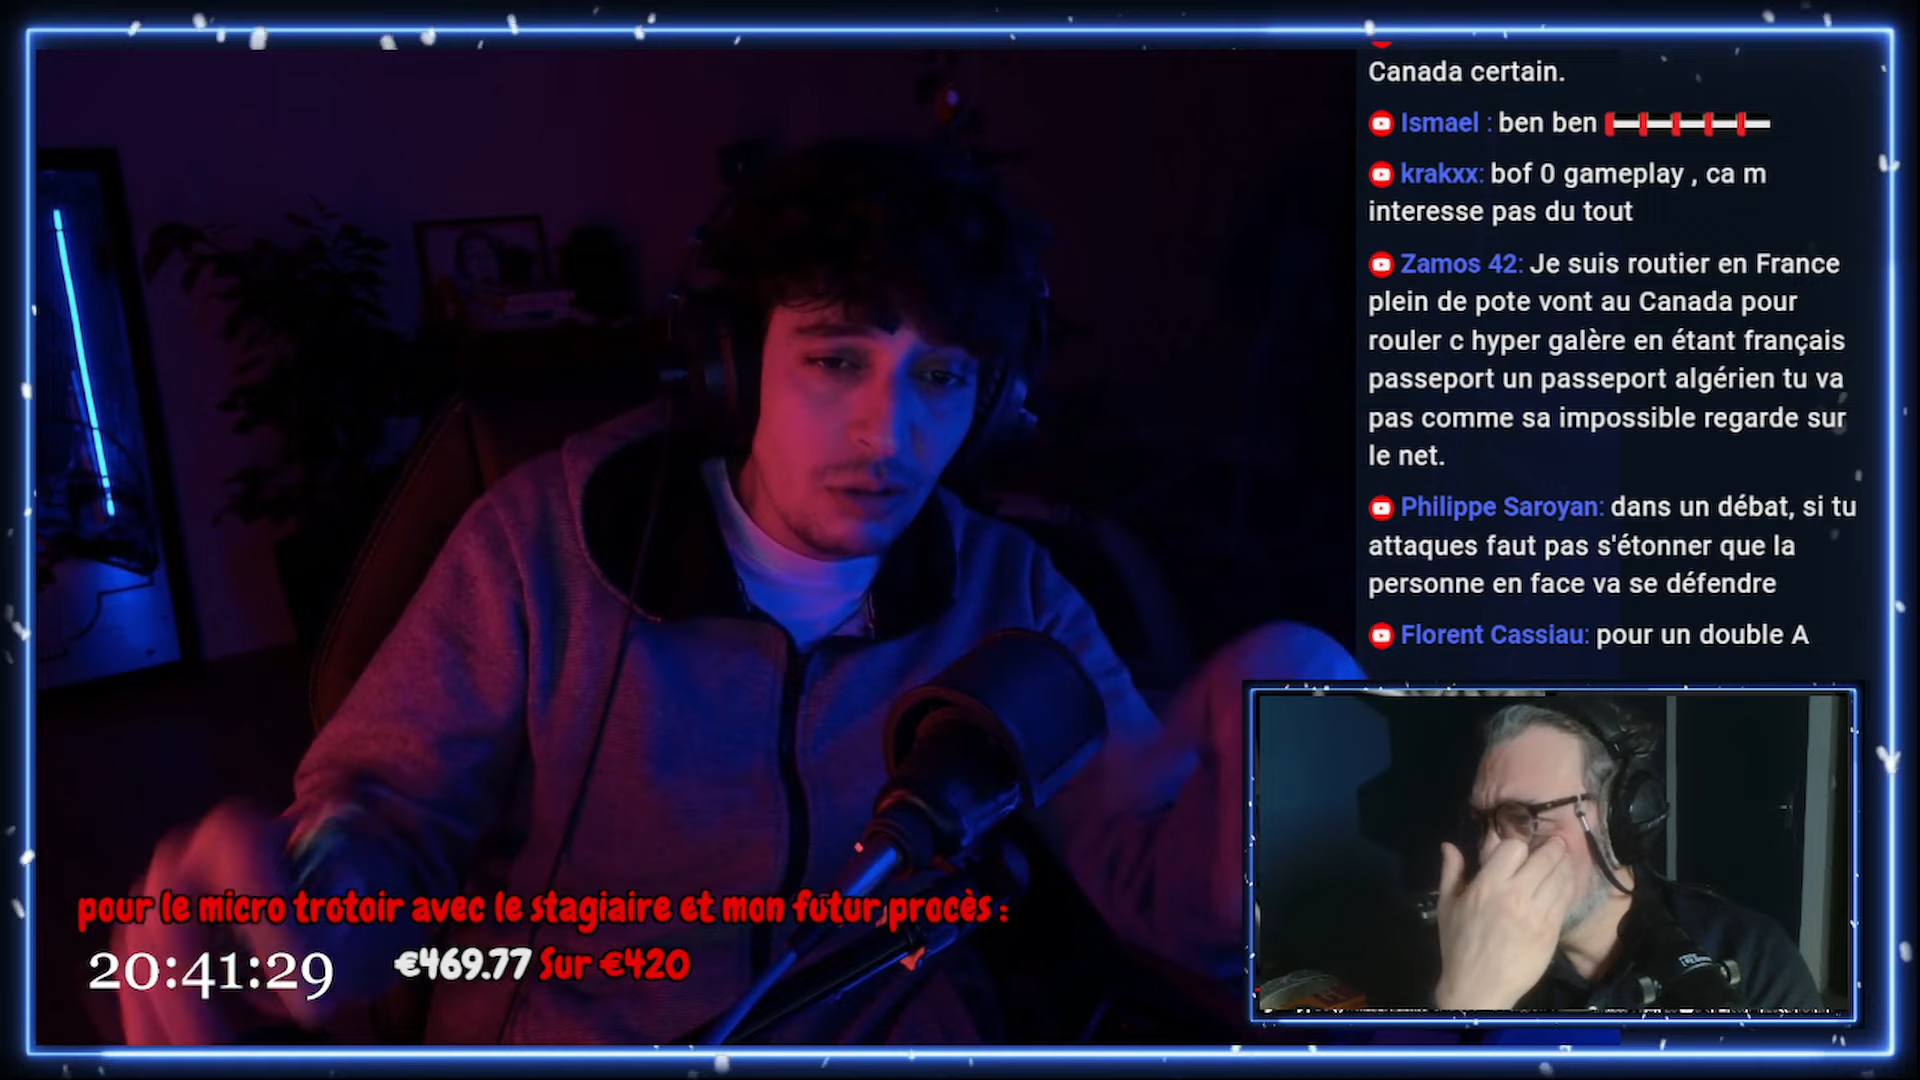 Canada certain.
Ismael : ben ben
krakxx: bof 0 gameplay , ca m
interesse pas du tout
Zamos 42: Je suis routier en France
plein de pote vont au Canada pour
rouler c hyper galère en étant français
passeport un passeport algérien tu va
pas comme sa impossible regarde sur
le net.
Philippe Saroyan: dans un débat, si tu
attaques faut pas s'étonner que la
personne en face va se défendre
Florent Cassiau: pour un double A
pour le micro trotoir avec le stagiaire et mon futur procès :
20:41:29
€469.77 Sur €420